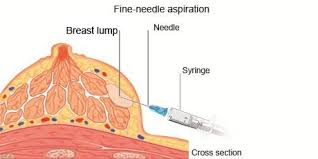 Fine-needle aspiration
Breast lump
Needle
Syringe
Cross section